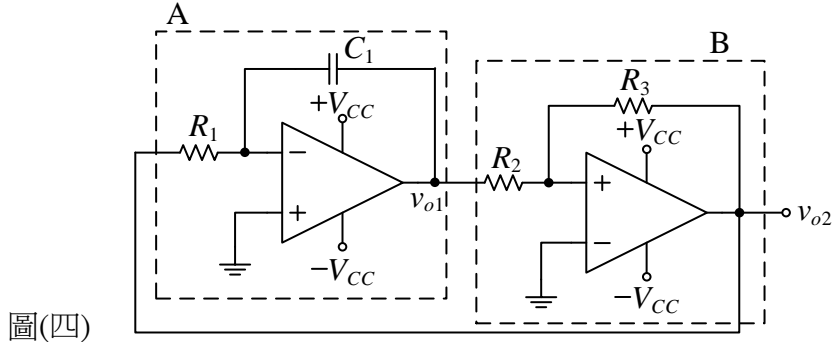 A
B
C1
R3
+VCC
+VCC
R1
R2
−
+
+
−
vo1
vo2
−VCC
−VCC
圖(四)